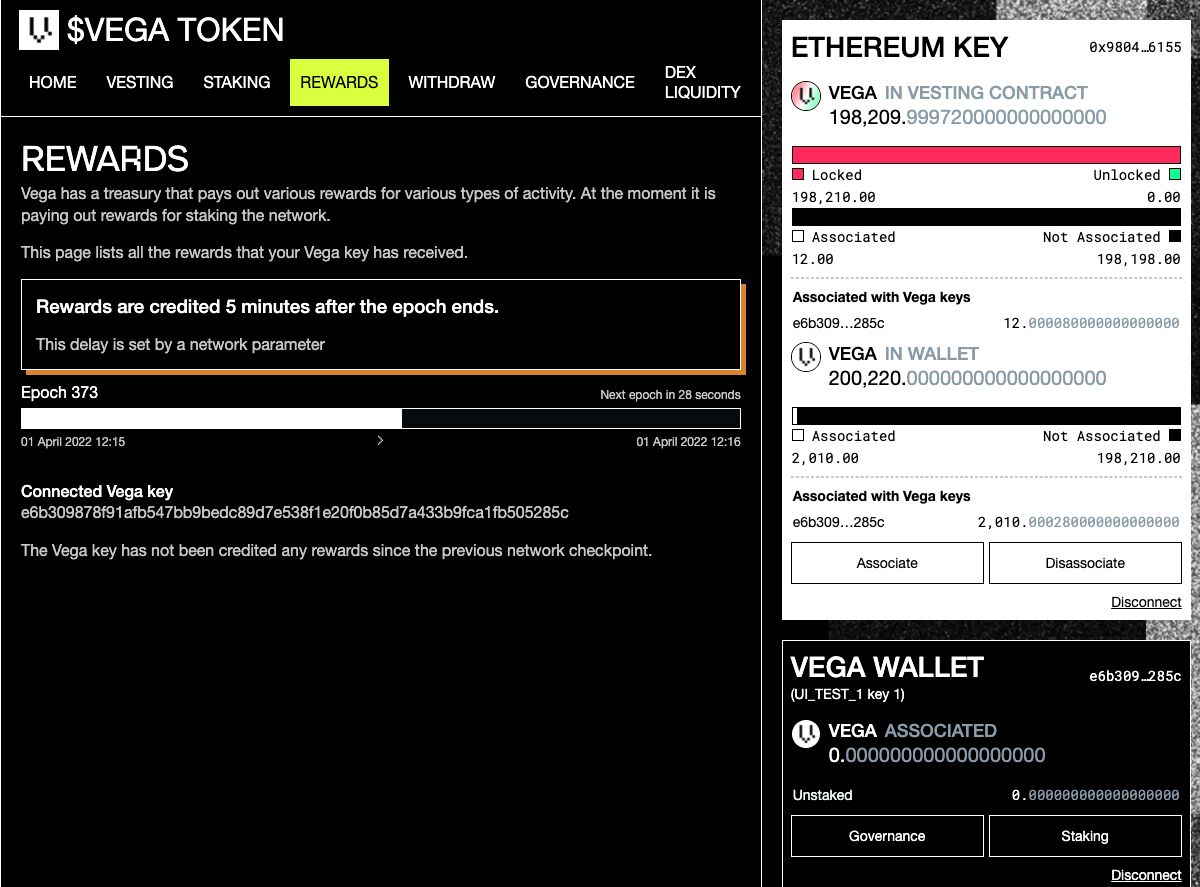 $VEGA TOKEN
HOME VESTING STAKING REWARDS WITHDRAW GOVERNANCE DEX LIQUIDITY
REWARDS
Vega has a treasury that pays out various rewards for various types of activity. At the moment it is
paying out rewards for staking the network.
This page lists all the rewards that your Vega key has received.
Rewards are credited 5 minutes after the epoch ends.
This delay is set by a network parameter
Epoch 373 Next epoch in 28 seconds
01 April 2022 12:15 > 01 April 2022 12:16
Connected Vega key
e6b309878f91afb547bb9bedc89d7e538f1e20f0b85d7a433b9fca1fb505285c
The Vega key has not been credited any rewards since the previous network checkpoint.
ETHEREUM KEY 0x9804…6155
VEGA IN VESTING CONTRACT
198,209.999720000000000000
Locked Unlocked
198,210.00 0.00
Associated Not Associated
12.00 198,198.00
Associated with Vega keys
e6b309…285c 12.000080000000000000
VEGA IN WALLET
200,220.000000000000000000
Associated Not Associated
2,010.00 198,210.00
Associated with Vega keys
e6b309…285c 2,010.000280000000000000
Associate Disassociate
Disconnect
VEGA WALLET e6b309…285c
(UI_TEST_1 key 1)
VEGA ASSOCIATED
0.000000000000000000
Unstaked 0.000000000000000000
Governance Staking
Disconnect